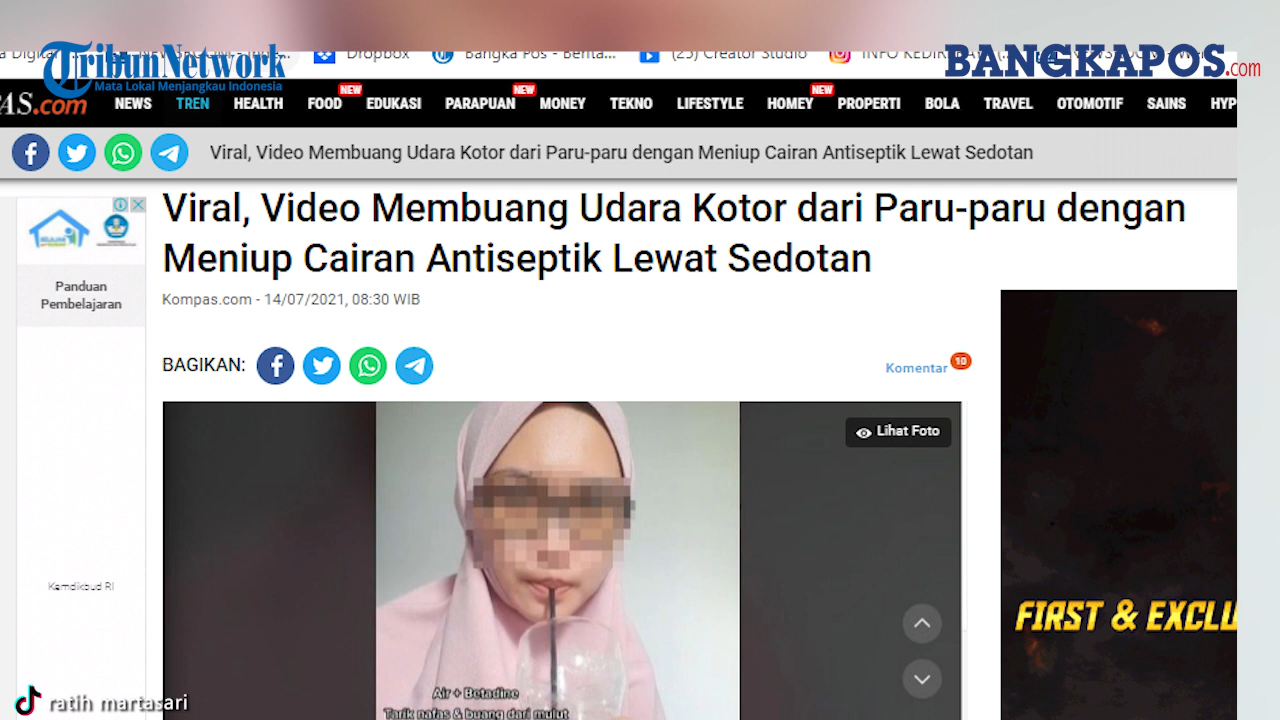 TribunNetwork
Mata Lokal Menjangkau Indonesia
Dropbox
Bangka Pos - Berita...
(23) Creator Studio
BANGKAPOS.com
AS.com
NEWS
TREN
HEALTH
FOOD
NEW
EDUKASI
PARAPUAN
NEW
MONEY
TEKNO
LIFESTYLE
HOMEY
NEW
PROPERTI
BOLA
TRAVEL
OTOMOTIF
SAINS
HYP
Viral, Video Membuang Udara Kotor dari Paru-paru dengan Meniup Cairan Antiseptik Lewat Sedotan
Viral, Video Membuang Udara Kotor dari Paru-paru dengan
Meniup Cairan Antiseptik Lewat Sedotan
Kompas.com - 14/07/2021, 08:30 WIB
Panduan
Pembelajaran
Kemdikbud RI
BAGIKAN:
Komentar 10
Lihat Foto
Air + Betadine
Tarik nafas & buang dari mulut
FIRST & EXCLU
ratih martasari